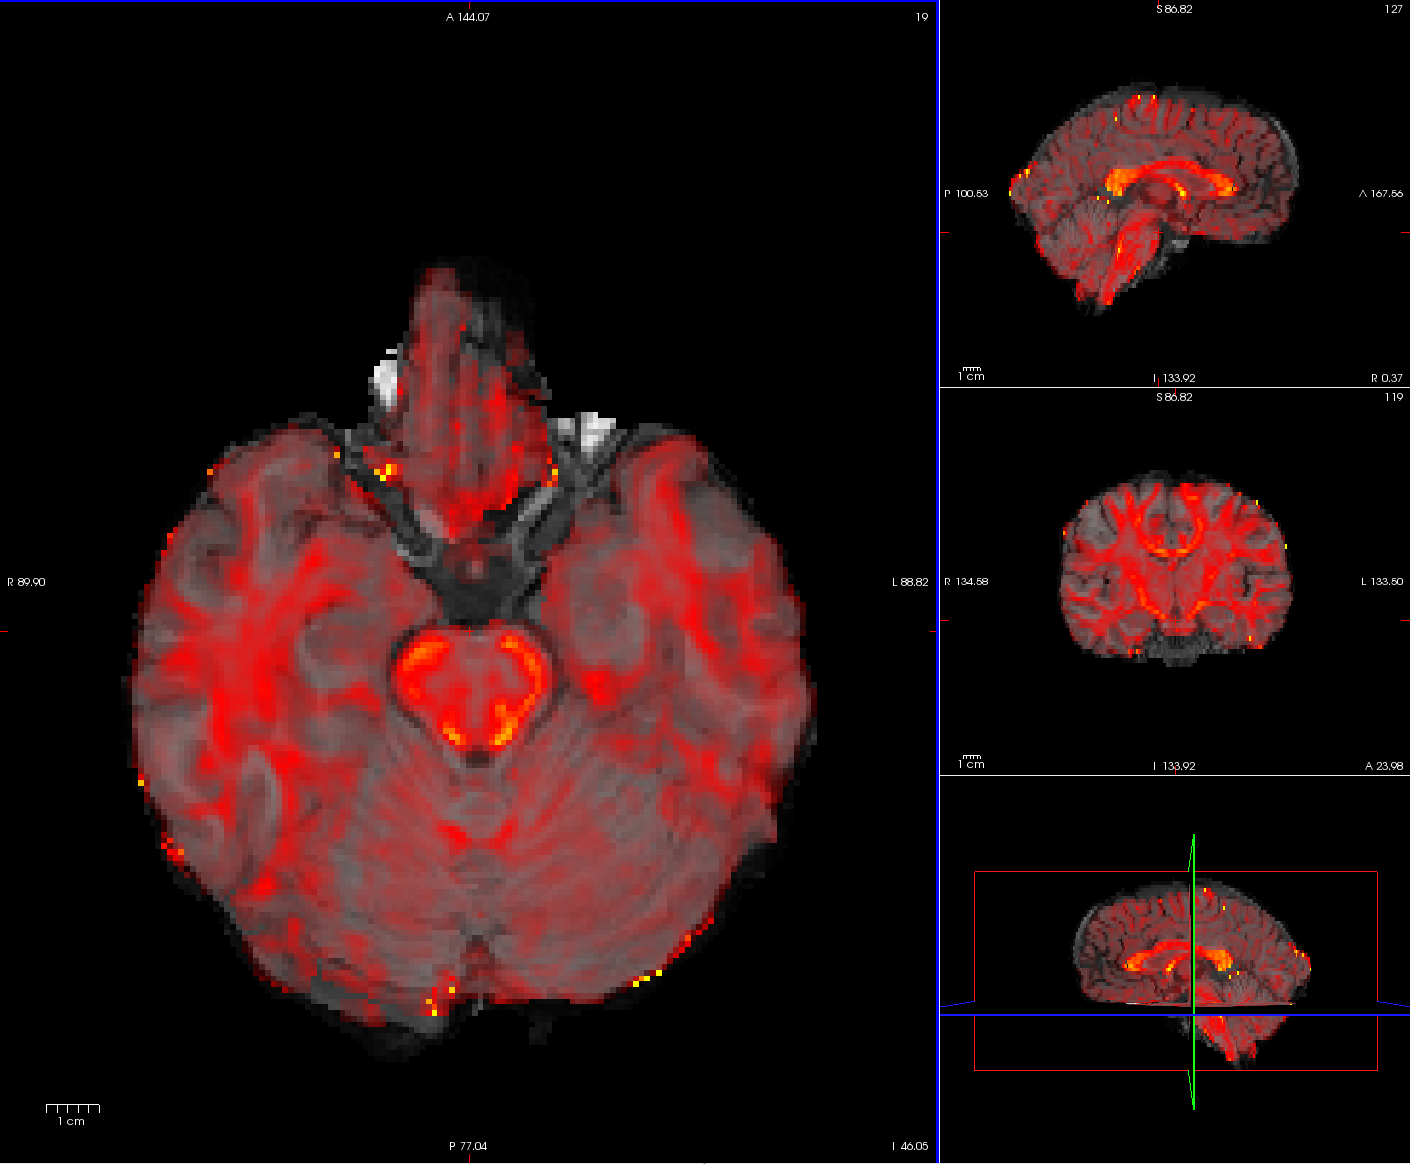 A 144.07
19
R 89.90
L 88.82
1 cm
P 77.04
I 46.05
S 86.82
127
P 100.53
A 167.56
1 cm
I 133.92
R 0.37
S 86.82
119
R 134.58
L 133.60
1 cm
I 133.92
A 23.98